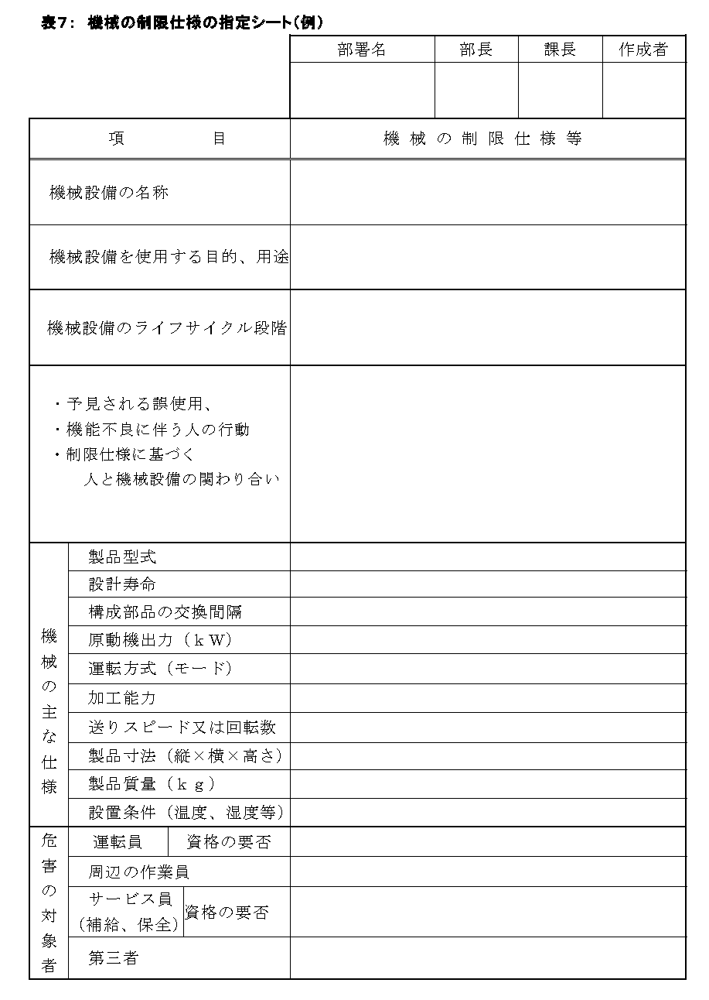 表７： 機械の制限仕様の指定シート（例）
部署名 部長 課長 作成者
項 目 機械の制限仕様等
機械設備の名称
機械設備を使用する目的、用途
機械設備のライフサイクル段階
・予見される誤使用、
・機能不良に伴う人の行動
・制限仕様に基づく
人と機械設備の関わり合い
機械の主な仕様
製品型式
設計寿命
構成部品の交換間隔
原動機出力（ｋＷ）
運転方式（モード）
加工能力
送りスピード又は回転数
製品寸法（縦×横×高さ）
製品質量（ｋｇ）
設置条件（温度、湿度等）
危害の対象者
運転員 資格の要否
周辺の作業員
サービス員
（補給、保全） 資格の要否
第三者